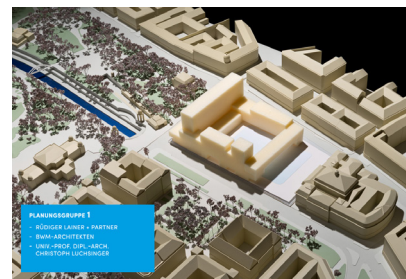 PLANUNGSGRUPPE 1
- RÜDIGER LAINER + PARTNER
- BWM-ARCHITEKTEN
- UNIV.-PROF. DIPL.-ARCH.
CHRISTOPH LUCHSINGER